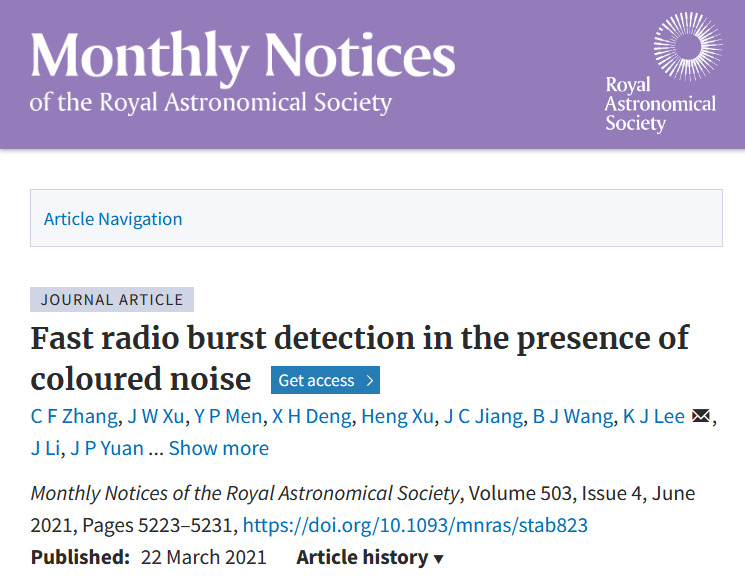 Monthly Notices
of the Royal Astronomical Society
Royal
Astronomical
Society
Article Navigation
JOURNAL ARTICLE
Fast radio burst detection in the presence of
coloured noise Get access >
C F Zhang, J W Xu, Y P Men, X H Deng, Heng Xu, J C Jiang, B J Wang, K J Lee ,
J Li, J P Yuan ... Show more
Monthly Notices of the Royal Astronomical Society, Volume 503, Issue 4, June
2021, Pages 5223–5231, https://doi.org/10.1093/mnras/stab823
Published: 22 March 2021 Article history ▼